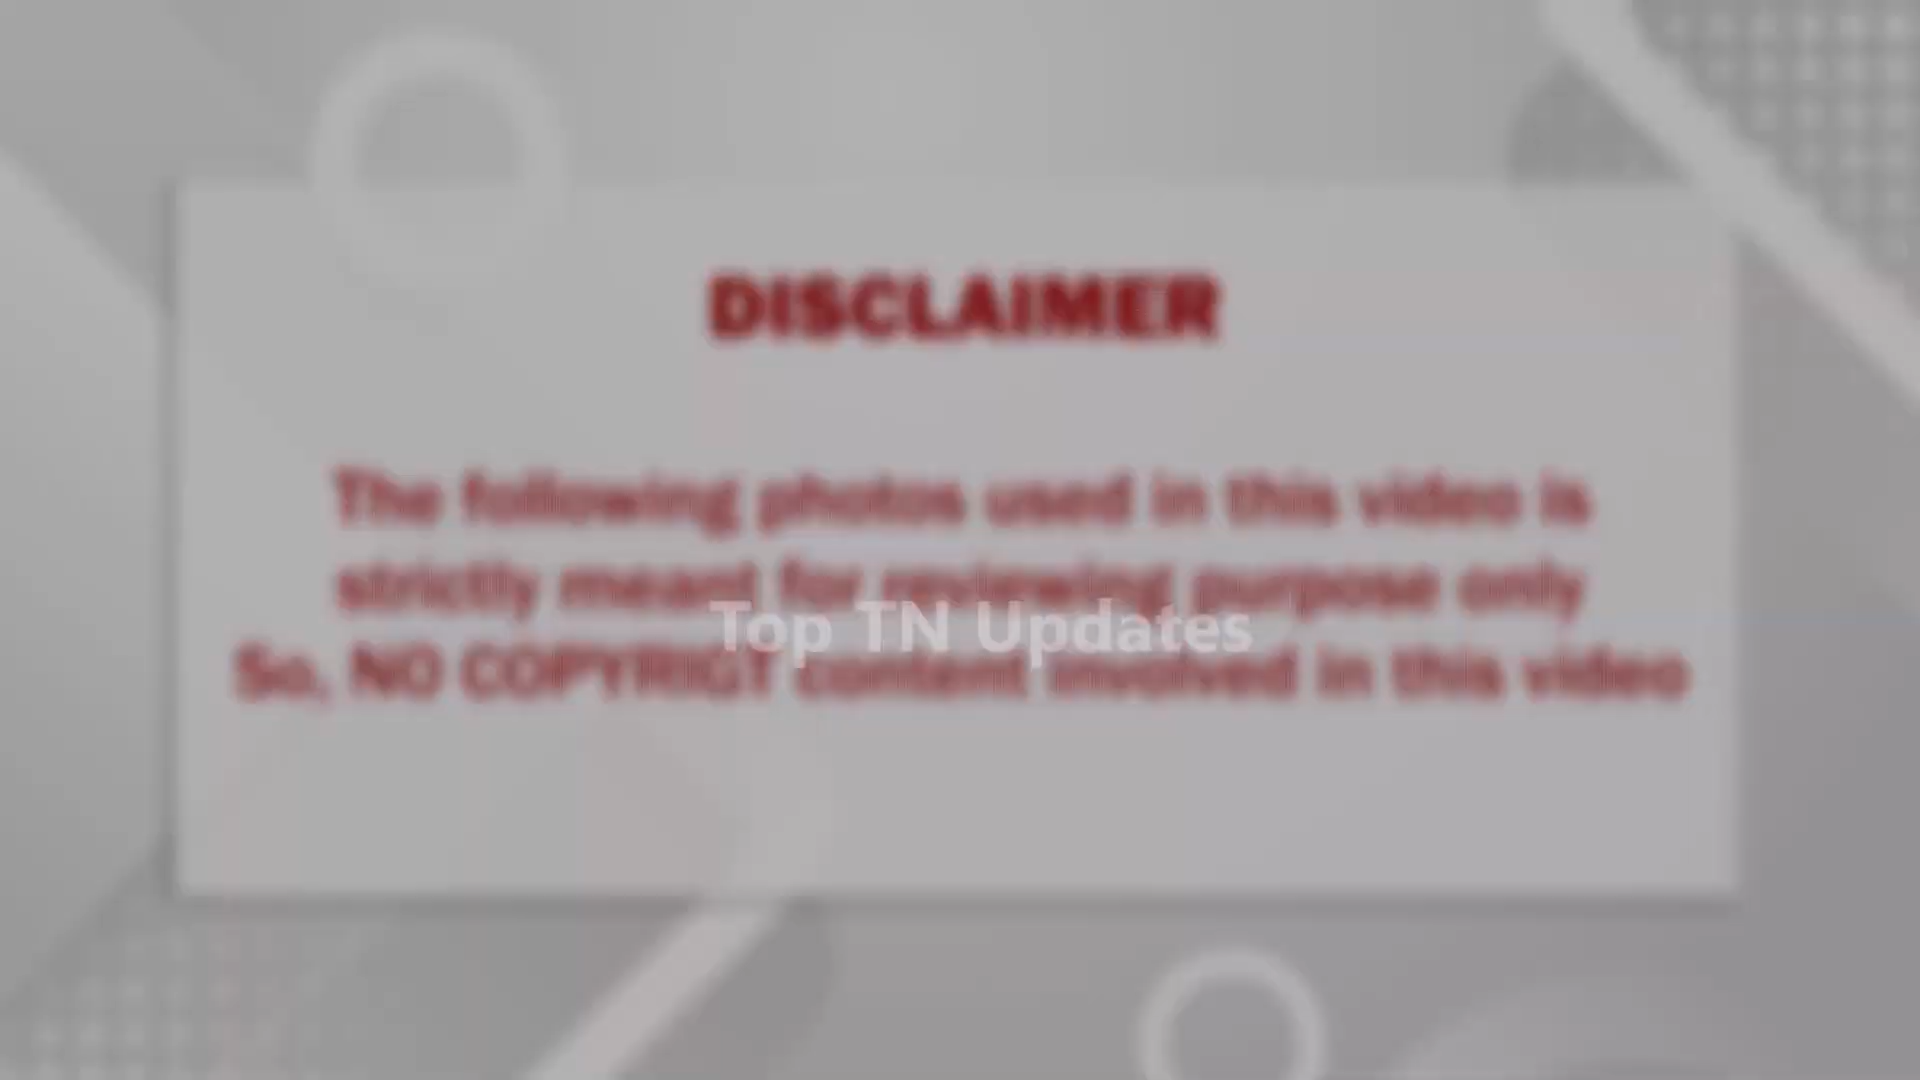 DISCLAIMER
The following photos used in this video is
strictly meant for reviewing purpose only
Top TN Updates
So, NO COPYRIGT content involved in this video